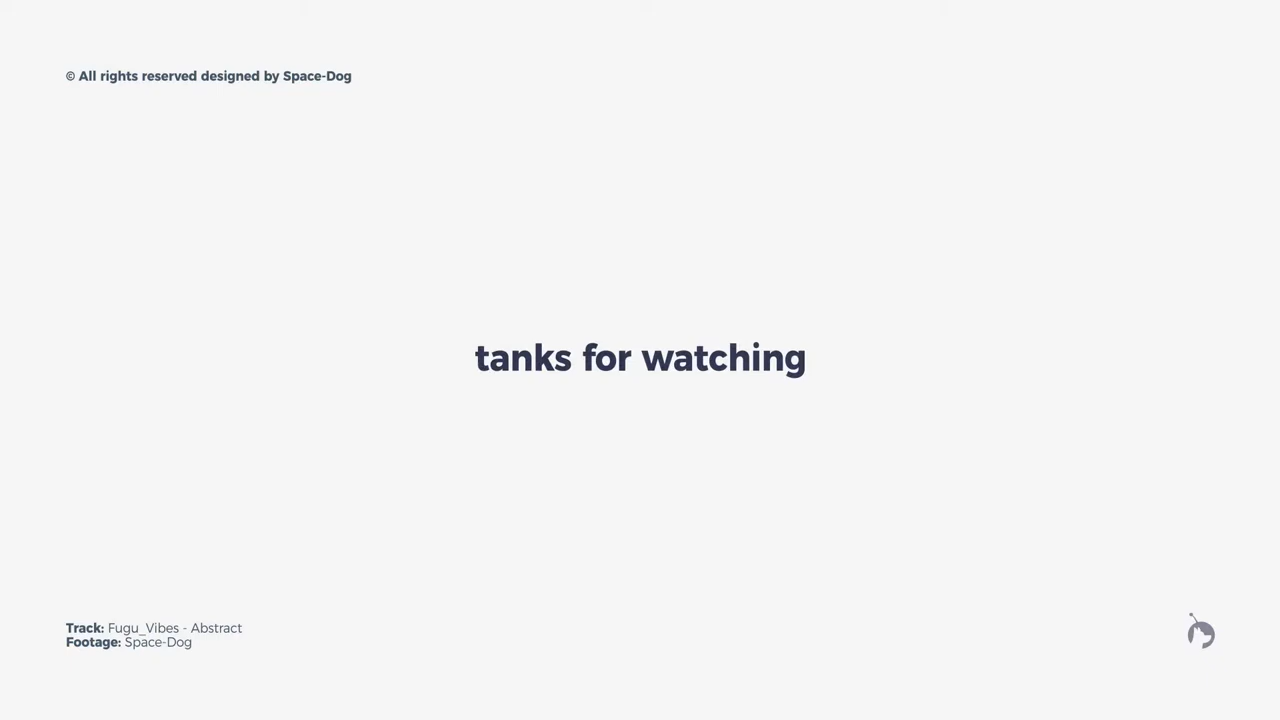 © All rights reserved designed by Space-Dog
tanks for watching
Track: Fugu_Vibes - Abstract
Footage: Space-Dog